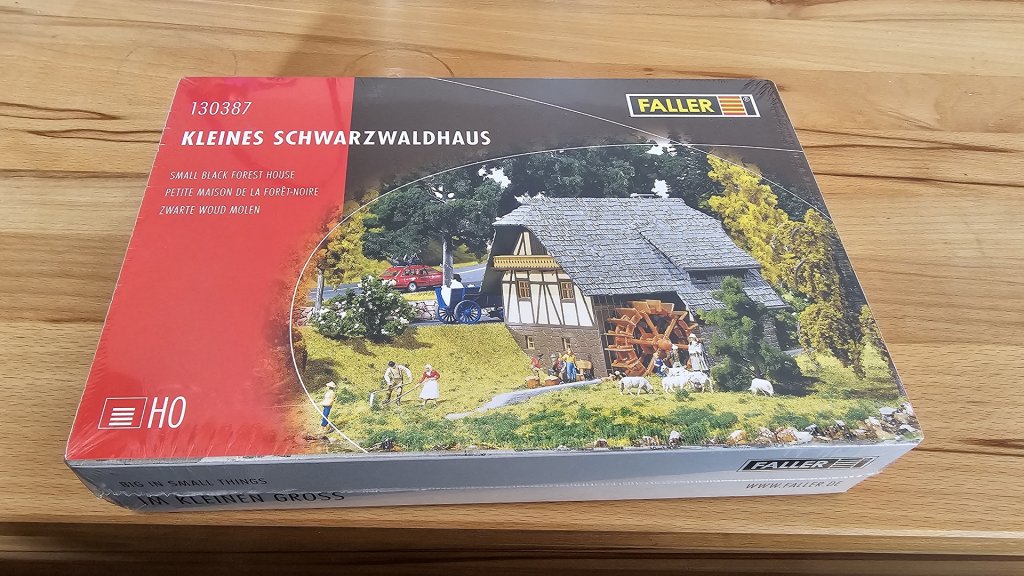 130387
FALLER
KLEINES SCHWARZWALDHAUS
SMALL BLACK FOREST HOUSE
PETITE MAISON DE LA FORÊT-NOIRE
ZWARTE WOUD MOLEN
HO
BIG IN SMALL THINGS
FALLER
IM KLEINEN GROSS
WWW.FALLER.DE